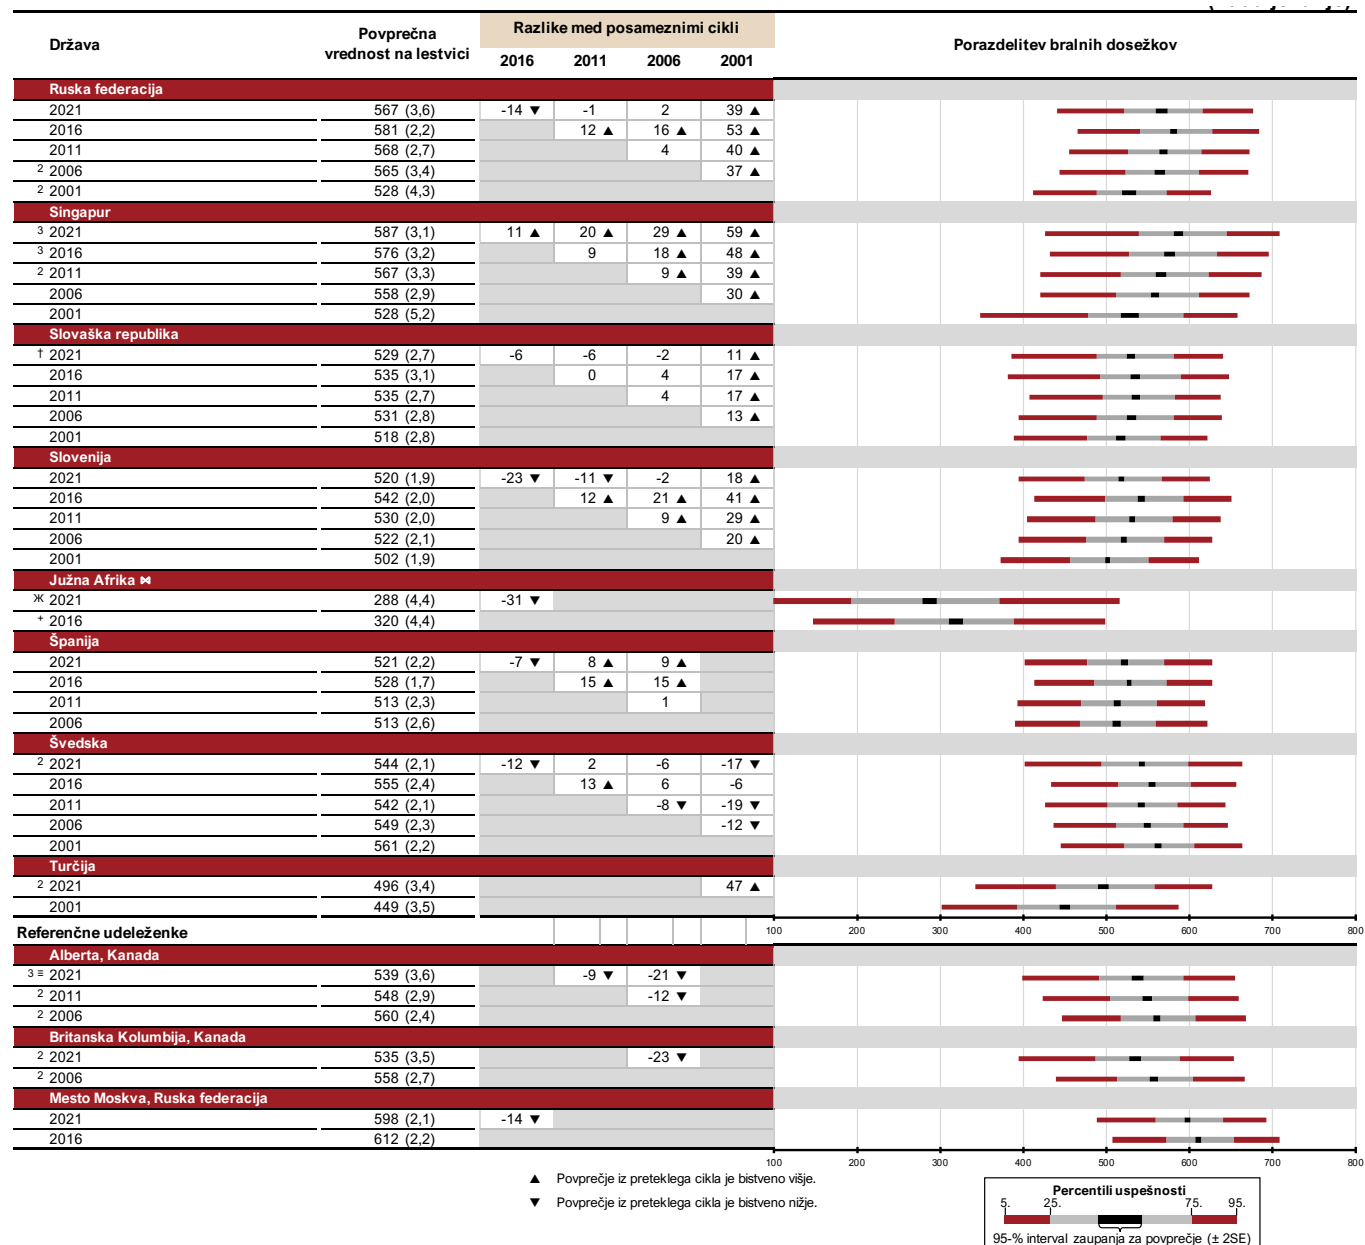 Država
Povprečna vrednost na lestvici
Razlike med posameznimi cikli
2016 2011 2006 2001
Porazdelitev bralnih dosežkov
Ruska federacija
2021 567 (3,6) -14 ▼ -1 2 39 ▲
2016 581 (2,2) 12 ▲ 16 ▲ 53 ▲
2011 568 (2,7) 4 40 ▲
2 2006 565 (3,4) 37 ▲
2 2001 528 (4,3)
Singapur
3 2021 587 (3,1) 11 ▲ 20 ▲ 29 ▲ 59 ▲
3 2016 576 (3,2) 9 18 ▲ 48 ▲
2 2011 567 (3,3) 9 ▲ 39 ▲
2006 558 (2,9) 30 ▲
2001 528 (5,2)
Slovaška republika
† 2021 529 (2,7) -6 -6 -2 11 ▲
2016 535 (3,1) 0 4 17 ▲
2011 535 (2,7) 4 17 ▲
2006 531 (2,8) 13 ▲
2001 518 (2,8)
Slovenija
2021 520 (1,9) -23 ▼ -11 ▼ -2 18 ▲
2016 542 (2,0) 12 ▲ 21 ▲ 41 ▲
2011 530 (2,0) 9 ▲ 29 ▲
2006 522 (2,1) 20 ▲
2001 502 (1,9)
Južna Afrika ⋈
Ж 2021 288 (4,4) -31 ▼
+ 2016 320 (4,4)
Španija
2021 521 (2,2) -7 ▼ 8 ▲ 9 ▲
2016 528 (1,7) 15 ▲ 15 ▲
2011 513 (2,3) 1
2006 513 (2,6)
Švedska
2 2021 544 (2,1) -12 ▼ 2 -6 -17 ▼
2016 555 (2,4) 13 ▲ 6 -6
2011 542 (2,1) -8 ▼ -19 ▼
2006 549 (2,3) -12 ▼
2001 561 (2,2)
Turčija
2 2021 496 (3,4) 47 ▲
2001 449 (3,5)
100 200 300 400 500 600 700 800
Referenčne udeleženke
Alberta, Kanada
3 ≡ 2021 539 (3,6) -9 ▼ -21 ▼
2 2011 548 (2,9) -12 ▼
2 2006 560 (2,4)
Britanska Kolumbija, Kanada
2 2021 535 (3,5) -23 ▼
2 2006 558 (2,7)
Mesto Moskva, Ruska federacija
2021 598 (2,1) -14 ▼
2016 612 (2,2)
100 200 300 400 500 600 700 800
▲ Povprečje iz preteklega cikla je bistveno višje.
▼ Povprečje iz preteklega cikla je bistveno nižje.
Percentili uspešnosti
5. 25. 75. 95.
95-% interval zaupanja za povprečje (± 2SE)